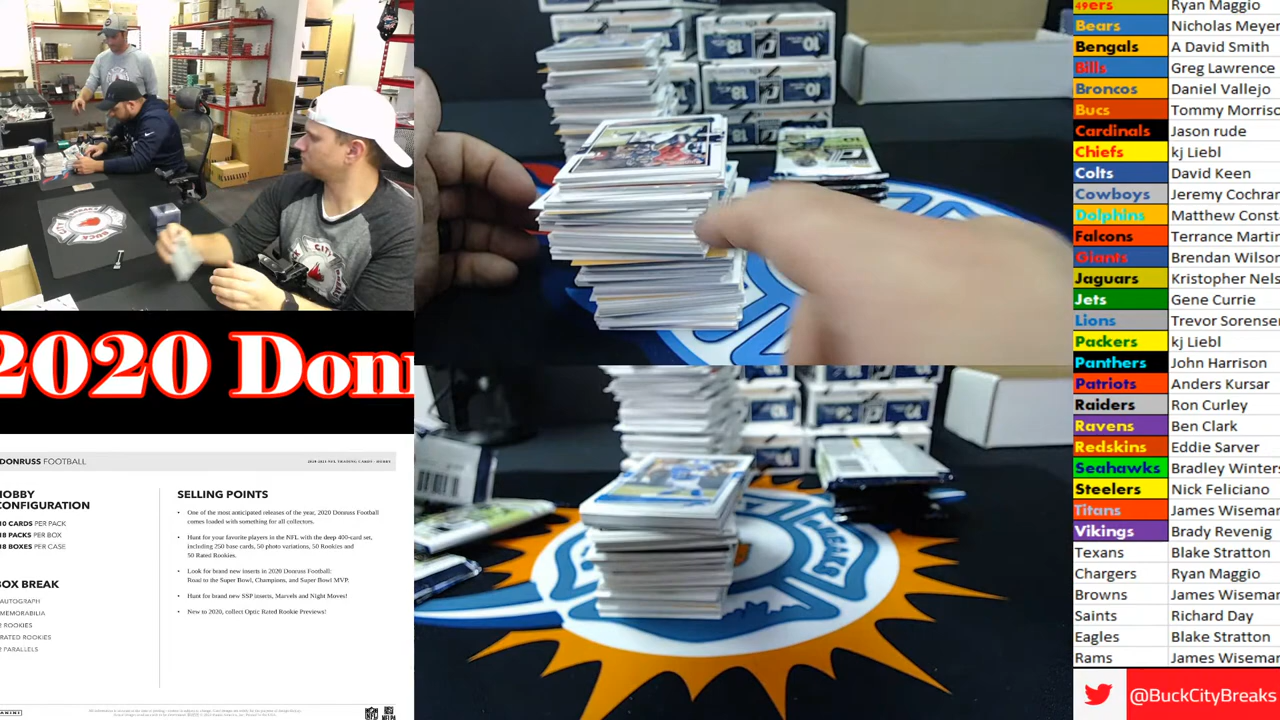 2020 Don
DONRUSS FOOTBALL
CONFIGURATION
10 CARDS PER PACK
18 PACKS PER BOX
18 BOXES PER CASE
BOX BREAK
AUTOGRAPH
MEMORABILIA
ROOKIES
RATED ROOKIES
PARALLELS
SELLING POINTS
• One of the most anticipated releases of the year, 2020 Donruss Football
comes loaded with something for all collectors.
• Hunt for your favorite players in the NFL with the deep 400-card set,
including 250 base cards, 50 photo variations, 50 Rookies and
50 Rated Rookies.
• Look for brand new inserts in 2020 Donruss Football:
Road to the Super Bowl, Champions, and Super Bowl MVP.
• Hunt for brand new SSP inserts, Marvels and Night Moves!
• New to 2020, collect Optic Rated Rookie Previews!
PANINI
BUCK
CITY
18
10
49ers Ryan Maggio
Bears Nicholas Meyer
Bengals A David Smith
Bills Greg Lawrence
Broncos Daniel Vallejo
Bucs Tommy Morriso
Cardinals Jason rude
Chiefs kj Liebl
Colts David Keen
Cowboys Jeremy Cochran
Dolphins Matthew Const
Falcons Terrance Martin
Giants Brendan Wilson
Jaguars Kristopher Nels
Jets Gene Currie
Lions Trevor Sorensen
Packers kj Liebl
Panthers John Harrison
Patriots Anders Kursar
Raiders Ron Curley
Ravens Ben Clark
Redskins Eddie Sarver
Seahawks Bradley Winters
Steelers Nick Feliciano
Titans James Wiseman
Vikings Brady Revenig
Texans Blake Stratton
Chargers Ryan Maggio
Browns James Wiseman
Saints Richard Day
Eagles Blake Stratton
Rams James Wiseman
@BuckCityBreaks